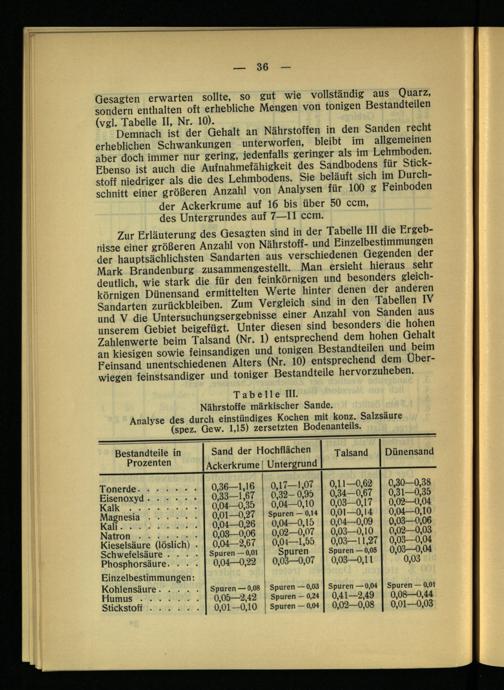 — 36 —
Gesagten erwarten sollte, so gut wie vollständig aus Quarz,
sondern enthalten oft erhebliche Mengen von tonigen Bestandteilen
(vgl. Tabelle II, Nr. 10).
Demnach ist der Gehalt an Nährstoffen in den Sanden recht
erheblichen Schwankungen unterworfen, bleibt im allgemeinen
aber doch immer nur gering, jedenfalls geringer als im Lehmboden.
Ebenso ist auch die Aufnahmefähigkeit des Sandbodens für Stick-
stoff niedriger als die des Lehmbodens. Sie beläuft sich im Durch-
schnitt einer größeren Anzahl von Analysen für 100 g Feinboden
der Ackerkrume auf 16 bis über 50 ccm,
des Untergrundes auf 7—11 ccm.
Zur Erläuterung des Gesagten sind in der Tabelle III die Ergeb-
nisse einer größeren Anzahl von Nährstoff- und Einzelbestimmungen
der hauptsächlichsten Sandarten aus verschiedenen Gegenden der
Mark Brandenburg zusammengestellt. Man ersieht hieraus sehr
deutlich, wie stark die für den feinkörnigen und besonders gleich-
körnigen Dünensand ermittelten Werte hinter denen der anderen
Sandarten zurückbleiben. Zum Vergleich sind in den Tabellen IV
und V die Untersuchungsergebnisse einer Anzahl von Sanden aus
unserem Gebiet beigefügt. Unter diesen sind besonders die hohen
Zahlenwerte beim Talsand (Nr. 1) entsprechend dem hohen Gehalt
an kiesigen sowie feinsandigen und tonigen Bestandteilen und beim
Feinsand unentschiedenen Alters (Nr. 10) entsprechend dem Über-
wiegen feinstsandiger und toniger Bestandteile hervorzuheben.
Tabelle III.
Nährstoffe märkischer Sande.
Analyse des durch einstündiges Kochen mit konz. Salzsäure
(spez. Gew. 1,15) zersetzten Bodenanteils.
Bestandteile in Prozenten | Sand der Hochflächen | Talsand | Dünensand
Ackerkrume | Untergrund
Tonerde . . . . . . . 0,36—1,16 0,17—1,07 0,11—0,62 0,30—0,38
Eisenoxyd . . . . . . 0,33—1,67 0,32—0,95 0,34—0,67 0,31—0,35
Kalk . . . . . . . . 0,04—0,35 0,04—0,10 0,03—0,17 0,02—0,04
Magnesia . . . . . . 0,01—0,27 Spuren — 0,14 0,01—0,14 0,04—0,10
Kali . . . . . . . . 0,04—0,26 0,04—0,15 0,04—0,09 0,03—0,06
Natron . . . . . . . 0,03—0,06 0,02—0,07 0,03—0,10 0,02—0,03
Kieselsäure (löslich) . 0,04—2,67 0,01—1,55 0,03—11,27 0,03—0,04
Schwefelsäure . . . . Spuren — 0,01 Spuren Spuren — 0,05 0,03—0,04
Phosphorsäure . . . . 0,04—0,22 0,03—0,07 0,03—0,11 0,03
Einzelbestimmungen:
Kohlensäure . . . . . Spuren — 0,08 Spuren — 0,03 Spuren — 0,04 Spuren — 0,01
Humus . . . . . . . 0,05—2,42 Spuren — 0,24 0,41—2,49 0,08—0,44
Stickstoff . . . . . . 0,01—0,10 Spuren — 0,04 0,02—0,08 0,01—0,03